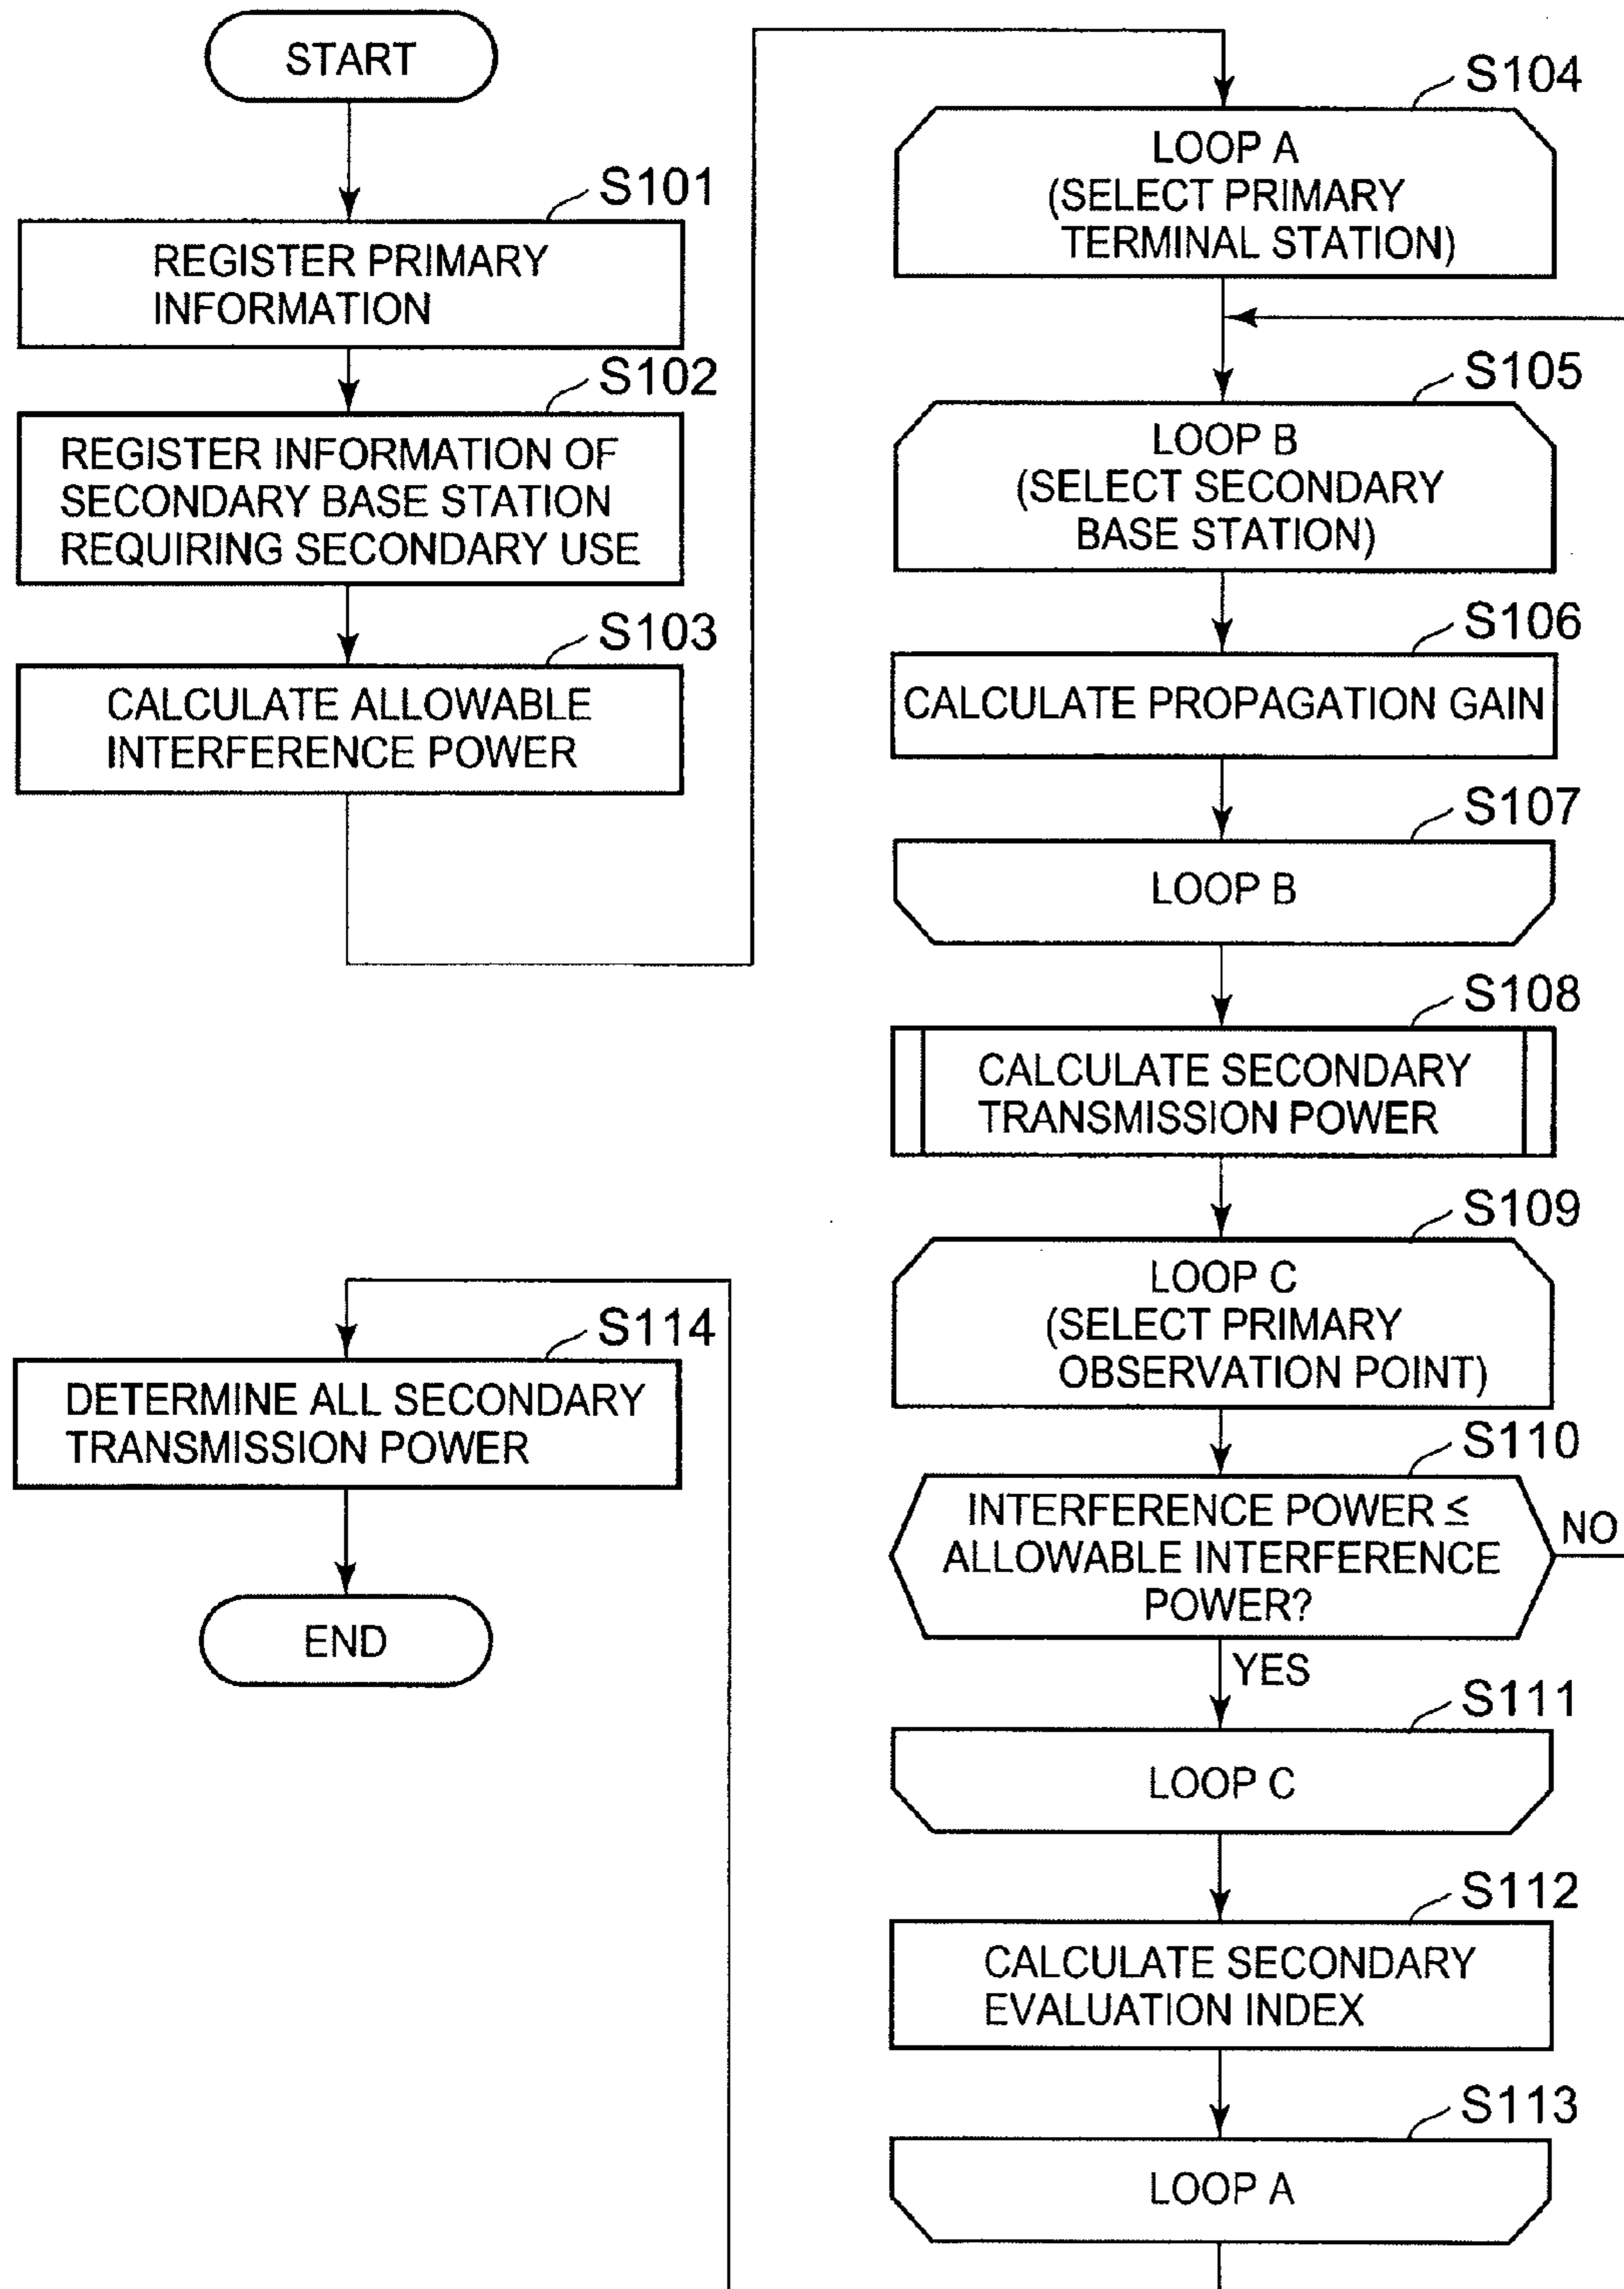 START
S101
REGISTER PRIMARY
INFORMATION
S102
REGISTER INFORMATION OF
SECONDARY BASE STATION
REQUIRING SECONDARY USE
S103
CALCULATE ALLOWABLE
INTERFERENCE POWER
S104
LOOP A
(SELECT PRIMARY
TERMINAL STATION)
S105
LOOP B
(SELECT SECONDARY
BASE STATION)
S106
CALCULATE PROPAGATION GAIN
S107
LOOP B
S108
CALCULATE SECONDARY
TRANSMISSION POWER
S109
LOOP C
(SELECT PRIMARY
OBSERVATION POINT)
S110
INTERFERENCE POWER ≦
ALLOWABLE INTERFERENCE
POWER?
NO
YES
S111
LOOP C
S112
CALCULATE SECONDARY
EVALUATION INDEX
S113
LOOP A
S114
DETERMINE ALL SECONDARY
TRANSMISSION POWER
END